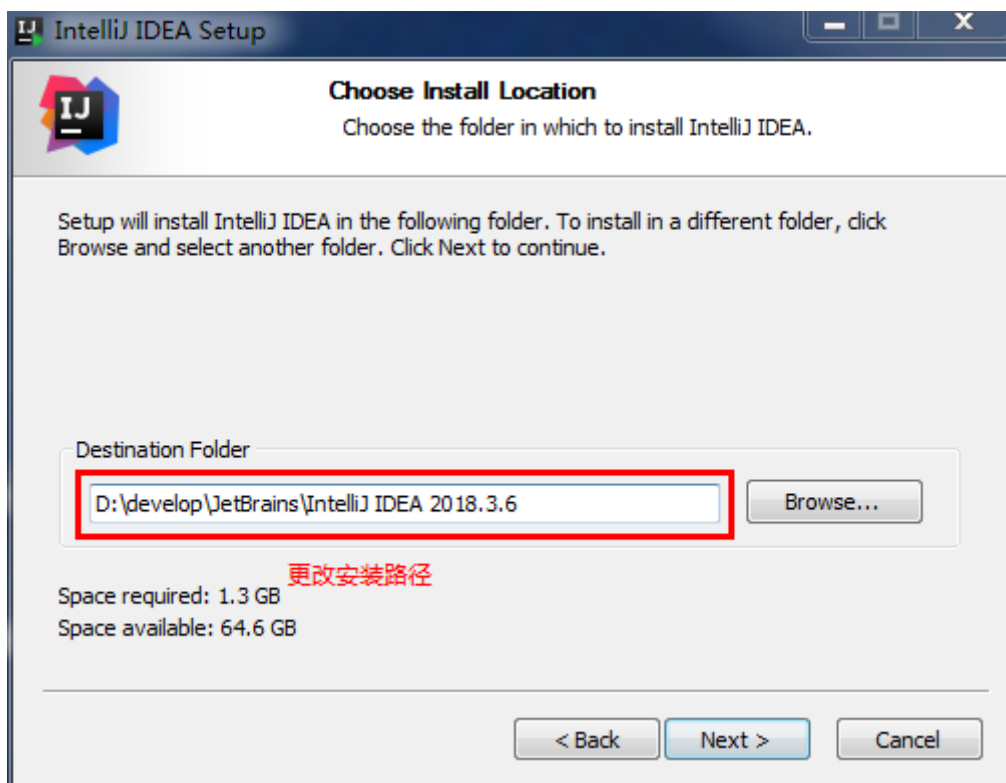 IntelliJ IDEA Setup
IJ
Choose Install Location
Choose the folder in which to install IntelliJ IDEA.
Setup will install IntelliJ IDEA in the following folder. To install in a different folder, click
Browse and select another folder. Click Next to continue.
Destination Folder
D:\develop\JetBrains\IntelliJ IDEA 2018.3.6
Browse...
更改安装路径
Space required: 1.3 GB
Space available: 64.6 GB
< Back
Next >
Cancel